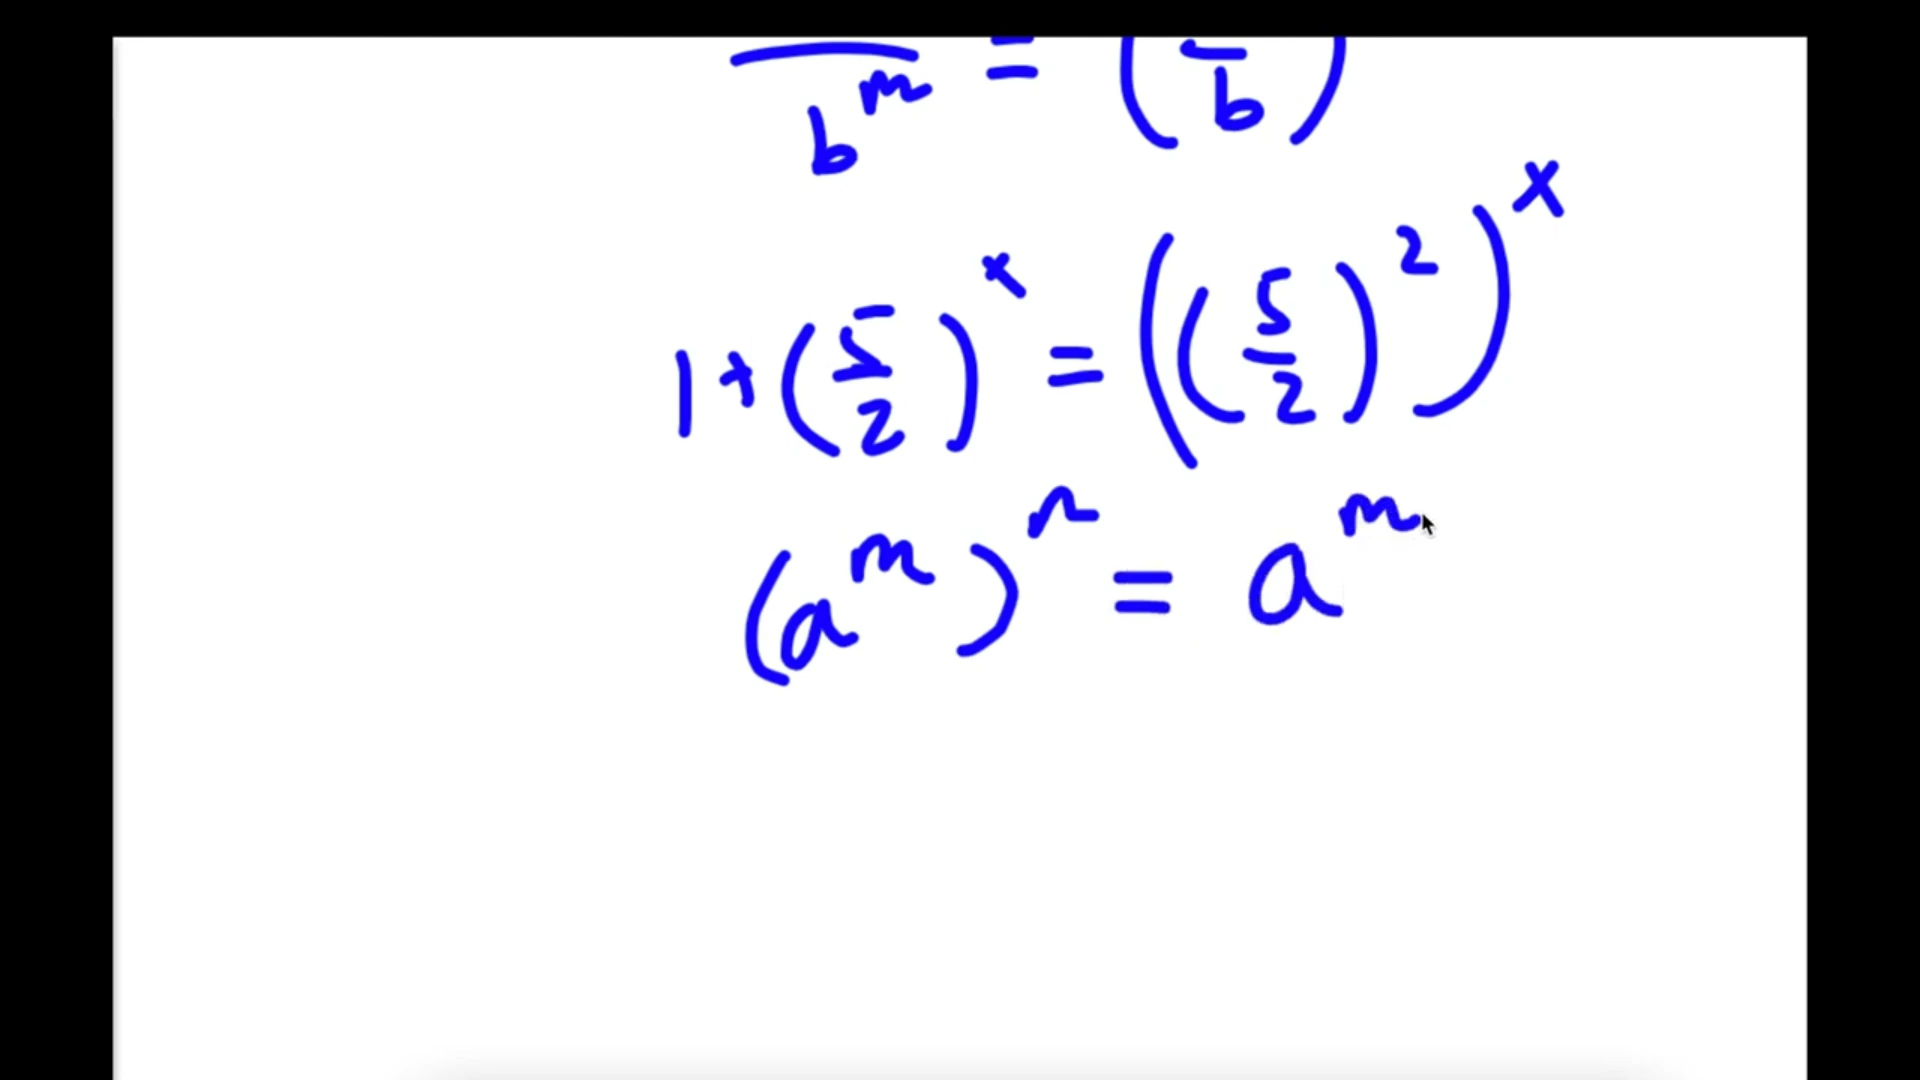 b^m = ( /b)
1+(5/2)^x = ((5/2)^2)^x
(a^m)^n = a^m